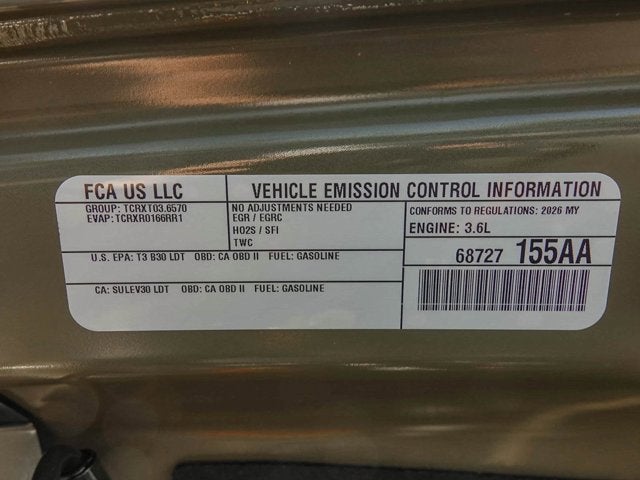 FCA US LLC
VEHICLE EMISSION CONTROL INFORMATION
GROUP: TCRXT03.6570
EVAP: TCRXR0166RR1
NO ADJUSTMENTS NEEDED
EGR / EGRC
HO2S / SFI
TWC
CONFORMS TO REGULATIONS: 2026 MY
ENGINE: 3.6L
68727 155AA
U.S. EPA: T3 B30 LDT OBD: CA OBD II FUEL: GASOLINE
CA: SULEV30 LDT OBD: CA OBD II FUEL: GASOLINE